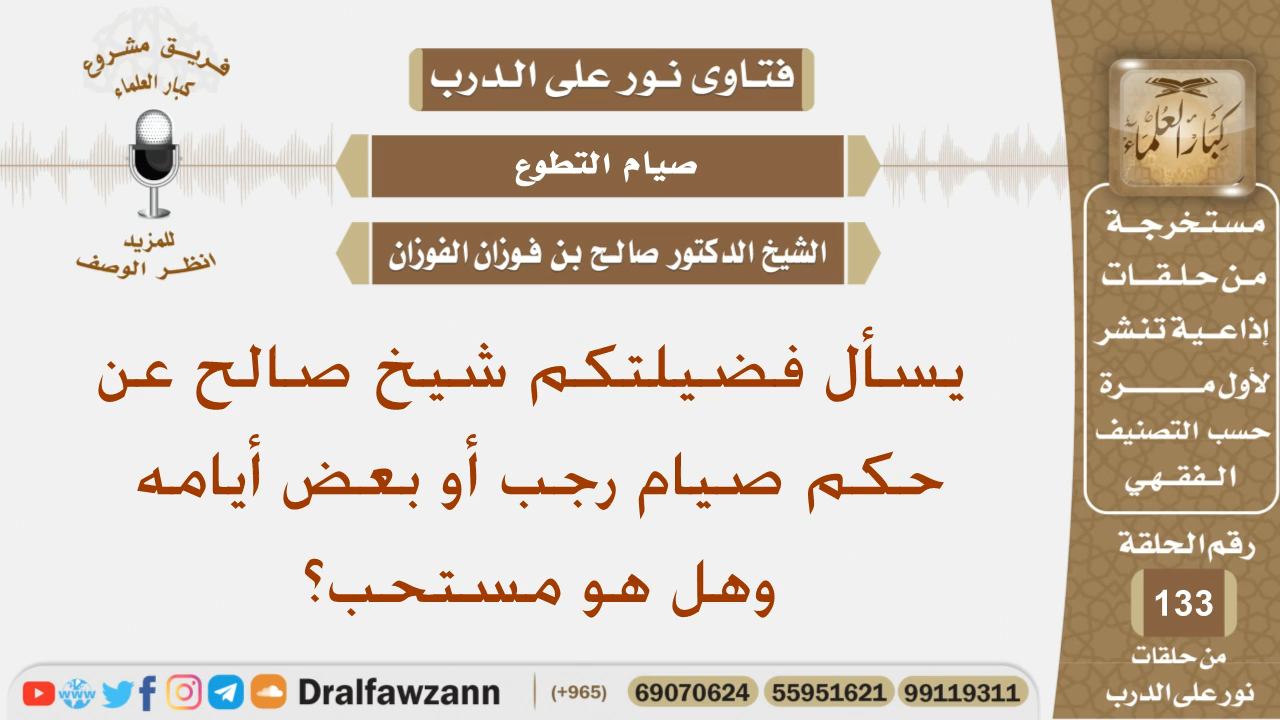 فريق مشروع
كبار العلماء
للمزيد
انظر الوصف
فتاوى نور على الدرب
صيام التطوع
الشيخ الدكتور صالح بن فوزان الفوزان
يسأل فضيلتكم شيخ صالح عن
حكم صيام رجب أو بعض أيامه
وهل هو مستحب؟
كبار العلماء
مستخرجة
من حلقات
إذاعية تنشر
لأول مرة
حسب التصنيف
الفقهي
رقم الحلقة
133
من حلقات
نور على الدرب
www
Dralfawzann
(+965)
69070624
55951621
99119311